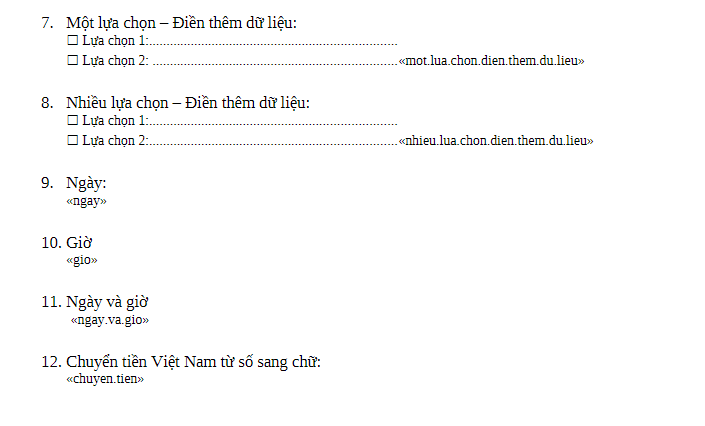 7. Một lựa chọn – Điền thêm dữ liệu:
☐ Lựa chọn 1:........................................................................
☐ Lựa chọn 2: .......................................................................«mot.lua.chon.dien.them.du.lieu»
8. Nhiều lựa chọn – Điền thêm dữ liệu:
☐ Lựa chọn 1:........................................................................
☐ Lựa chọn 2:........................................................................«nhieu.lua.chon.dien.them.du.lieu»
9. Ngày:
«ngay»
10. Giờ
«gio»
11. Ngày và giờ
«ngay.va.gio»
12. Chuyển tiền Việt Nam từ số sang chữ:
«chuyen.tien»